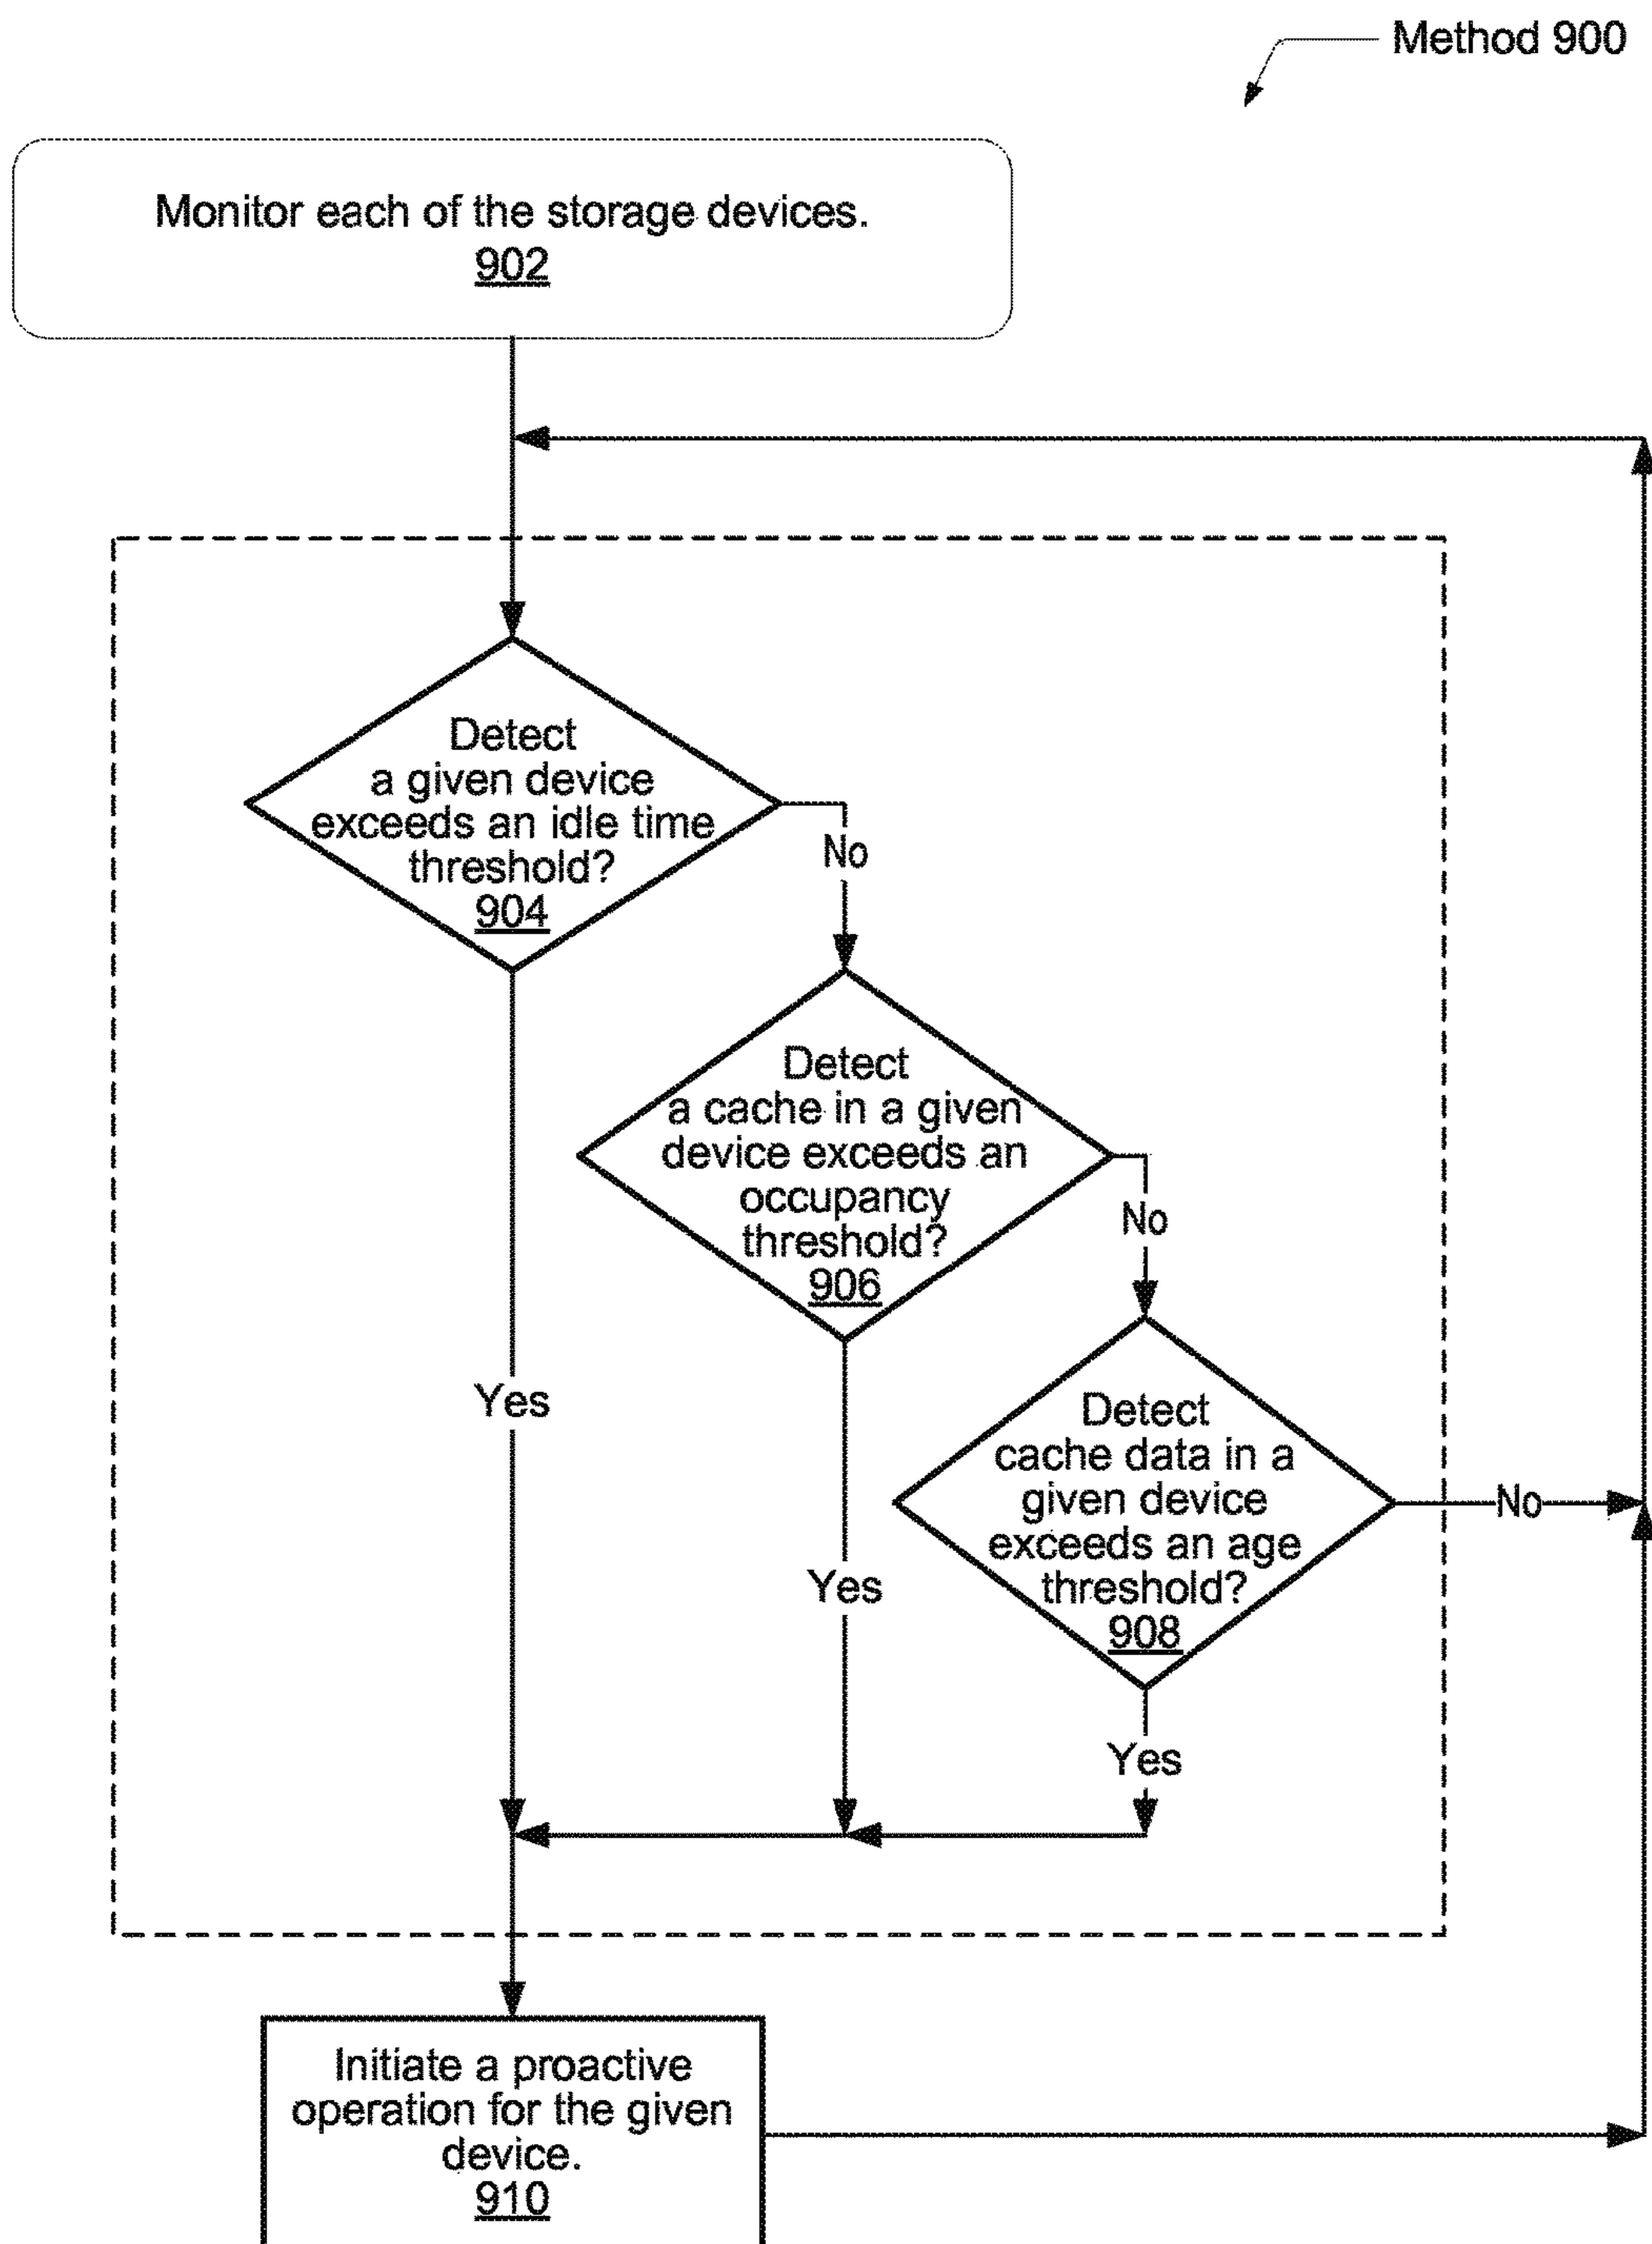 Method 900
Monitor each of the storage devices.
902
Detect
a given device
exceeds an idle time
threshold?
904
No
Detect
a cache in a given
device exceeds an
occupancy
threshold?
906
No
Detect
cache data in a
given device
exceeds an age
threshold?
908
No
Yes
Yes
Yes
Initiate a proactive
operation for the given
device.
910